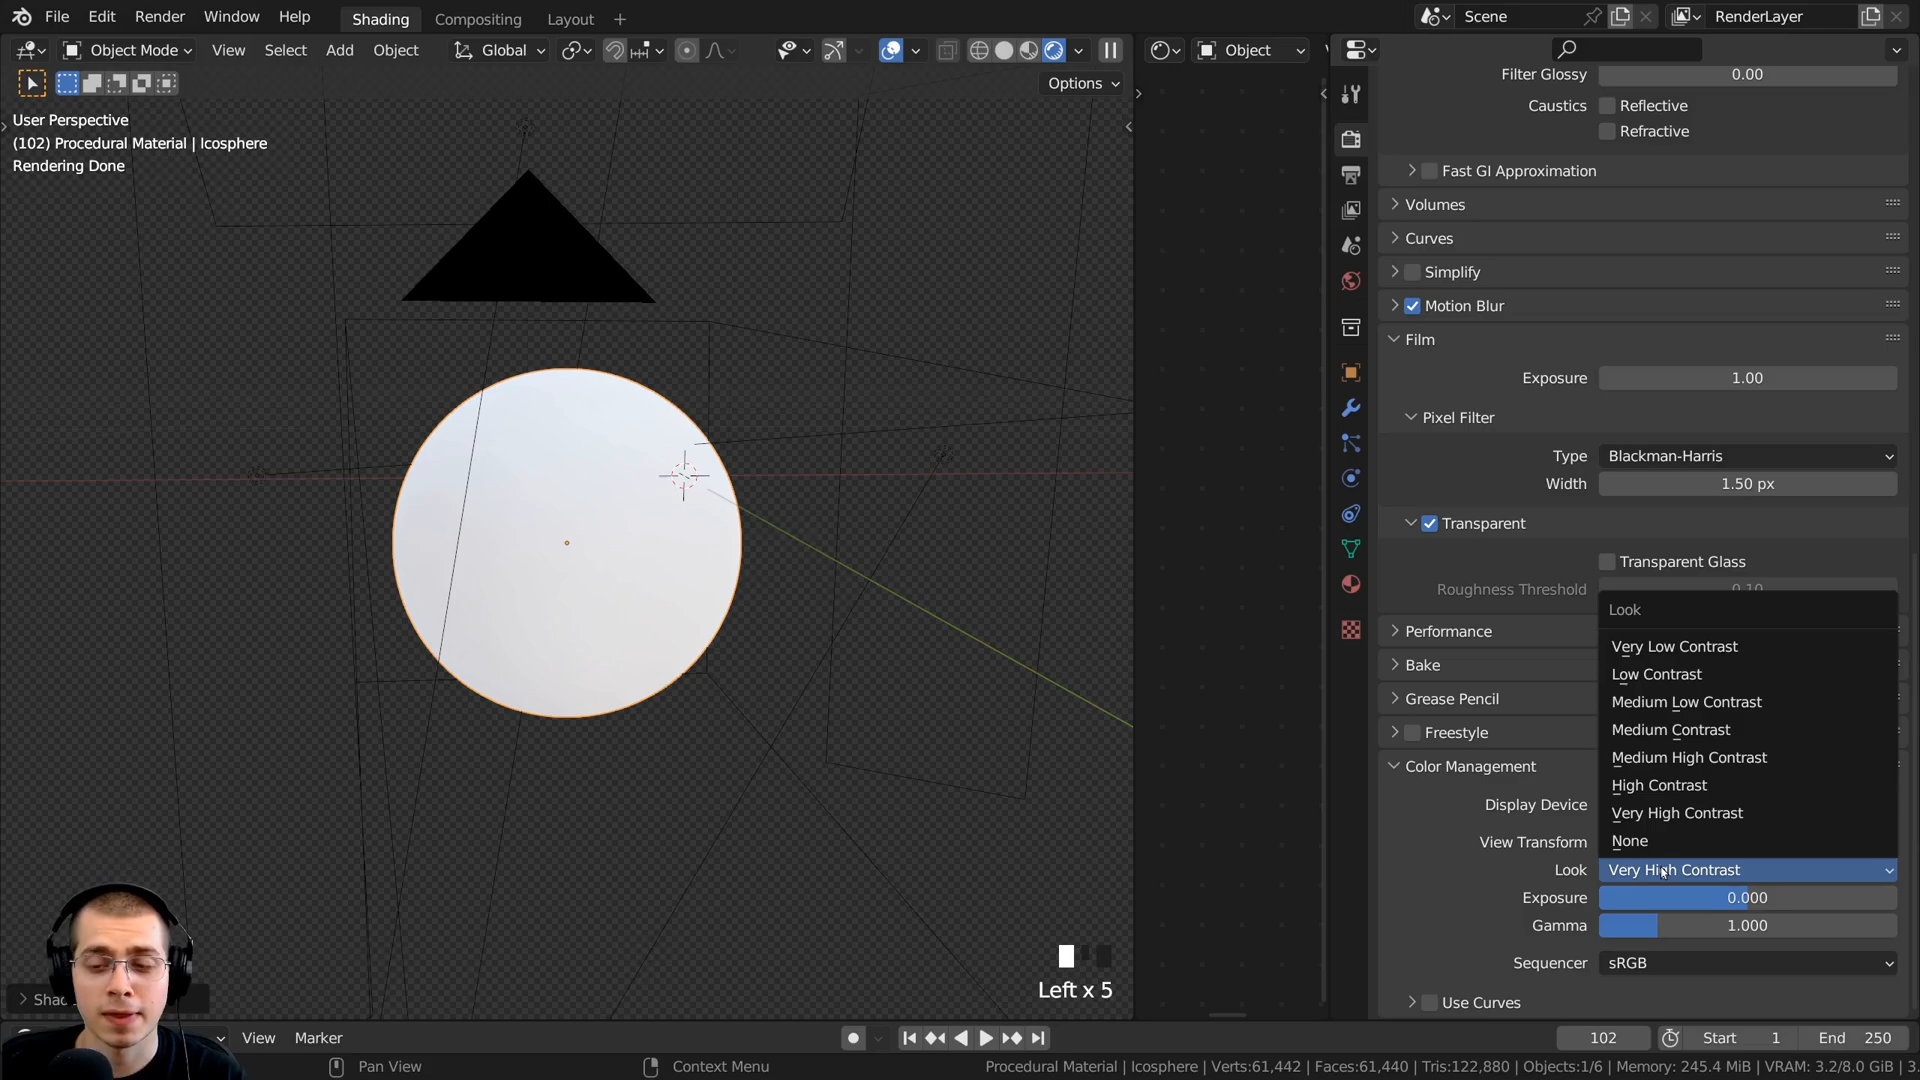 File Edit Render Window Help Shading Compositing Layout + Scene RenderLayer
Object Mode View Select Add Object Global Object
Options
User Perspective
(102) Procedural Material | Icosphere
Rendering Done
Filter Glossy 0.00
Caustics Reflective
Refractive
Fast GI Approximation
Volumes
Curves
Simplify
Motion Blur
Film
Exposure 1.00
Pixel Filter
Type Blackman-Harris
Width 1.50 px
Transparent
Transparent Glass
Roughness Threshold 0.10
Look
Performance
Very Low Contrast
Bake
Low Contrast
Grease Pencil
Medium Low Contrast
Freestyle
Medium Contrast
Medium High Contrast
Color Management
High Contrast
Display Device
Very High Contrast
View Transform
None
Look Very High Contrast
Exposure 0.000
Gamma 1.000
Sequencer sRGB
Use Curves
Left x 5
Shad
View Marker 102 Start 1 End 250
Pan View Context Menu Procedural Material | Icosphere | Verts:61,442 | Faces:61,440 | Tris:122,880 | Objects:1/6 | Memory: 245.4 MiB | VRAM: 3.2/8.0 GiB | 3.